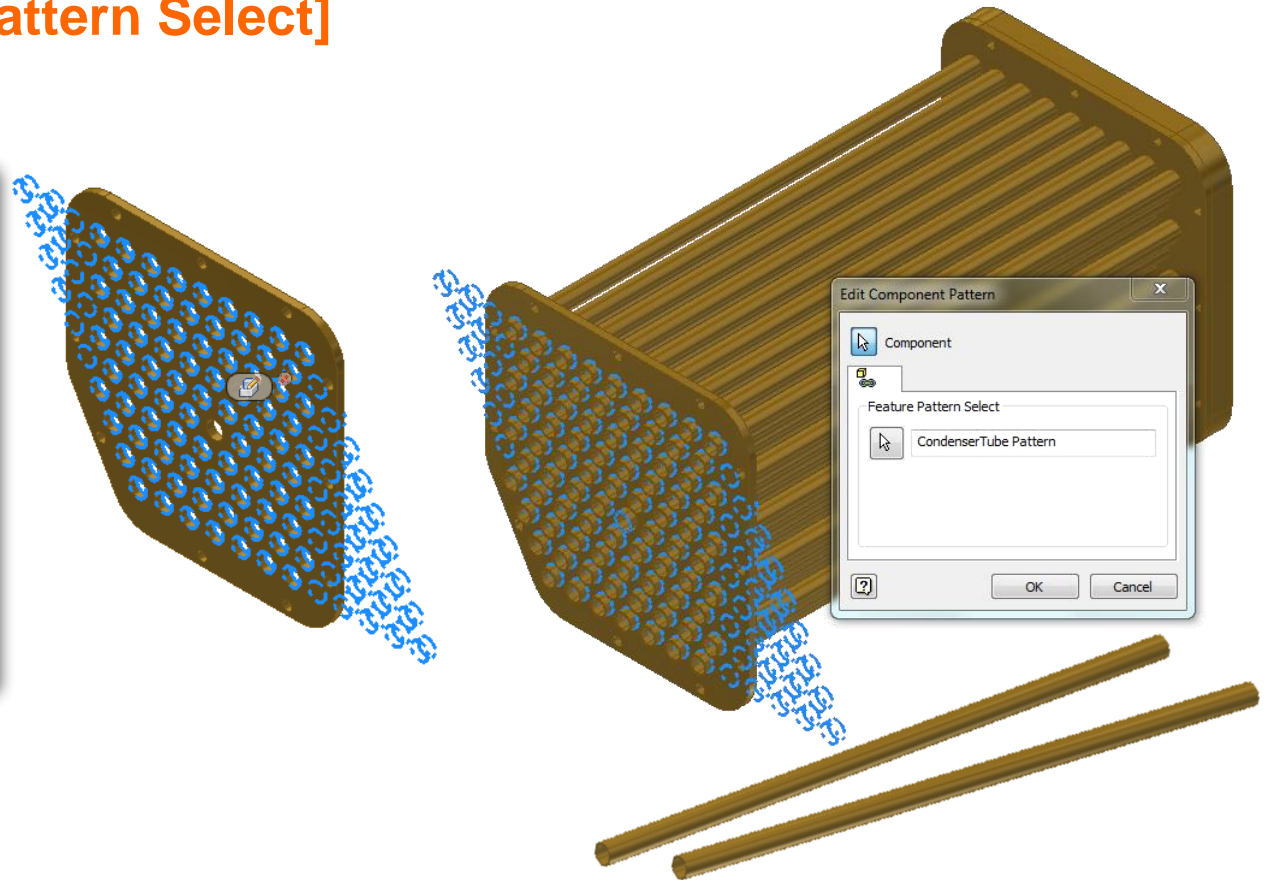 attern Select]
Edit Component Pattern
Component
Feature Pattern Select
CondenserTube Pattern
OK
Cancel